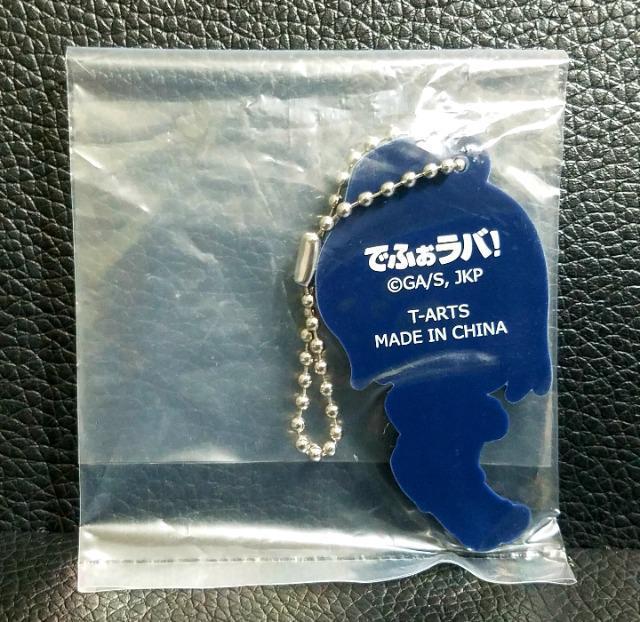 でふぉラバ!
©GA/S, JKP
T-ARTS
MADE IN CHINA